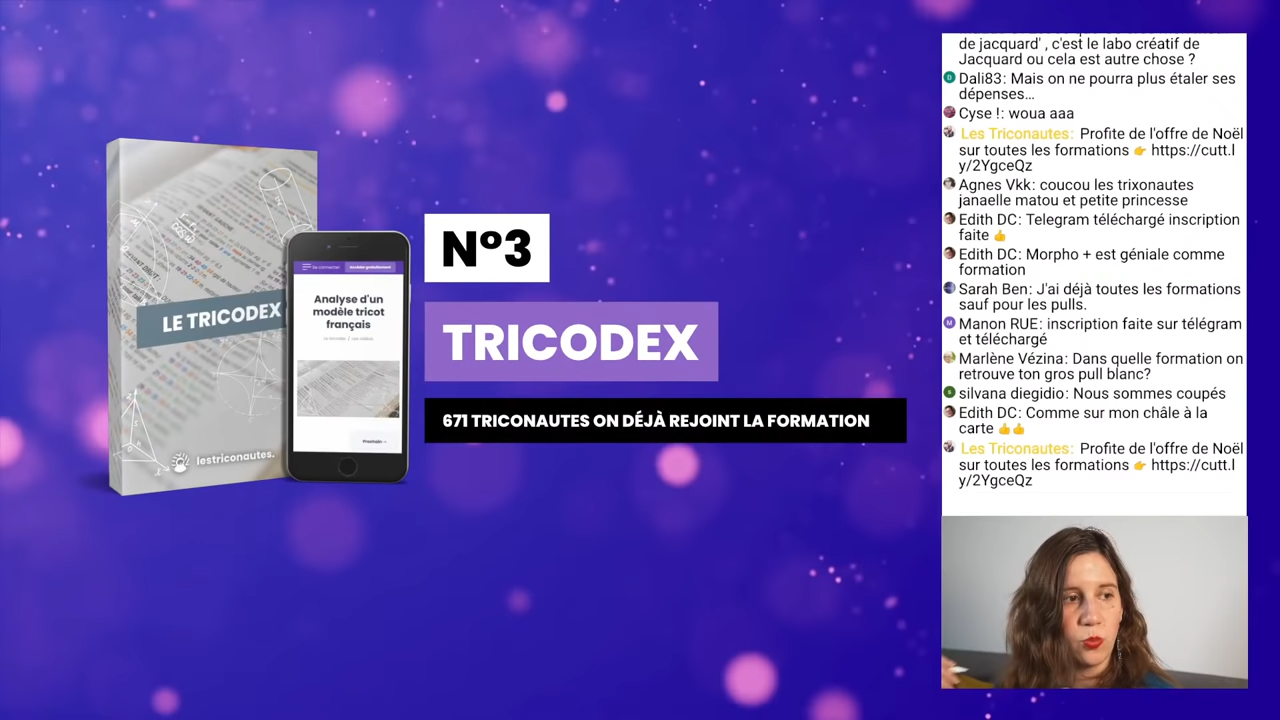 N°3
TRICODEX
671 TRICONAUTES ON DÉJÀ REJOINT LA FORMATION
LE TRICODEX
lestriconautes.
Se connecter
Accéder gratuitement
Analyse d'un
modèle tricot
français
Prochain →
de jacquard' , c'est le labo créatif de
Jacquard ou cela est autre chose ?
D Dali83: Mais on ne pourra plus étaler ses
dépenses…
Cyse !: woua aaa
Les Triconautes: Profite de l'offre de Noël
sur toutes les formations 👉 https://cutt.l
y/2YgceQz
Agnes Vkk: coucou les trixonautes
janaelle matou et petite princesse
Edith DC: Telegram téléchargé inscription
faite 👍
Edith DC: Morpho + est géniale comme
formation
Sarah Ben: J'ai déjà toutes les formations
sauf pour les pulls.
M Manon RUE: inscription faite sur télégram
et téléchargé
Marlène Vézina: Dans quelle formation on
retrouve ton gros pull blanc?
s silvana diegidio: Nous sommes coupés
Edith DC: Comme sur mon châle à la
carte 👍👍
Les Triconautes: Profite de l'offre de Noël
sur toutes les formations 👉 https://cutt.l
y/2YgceQz